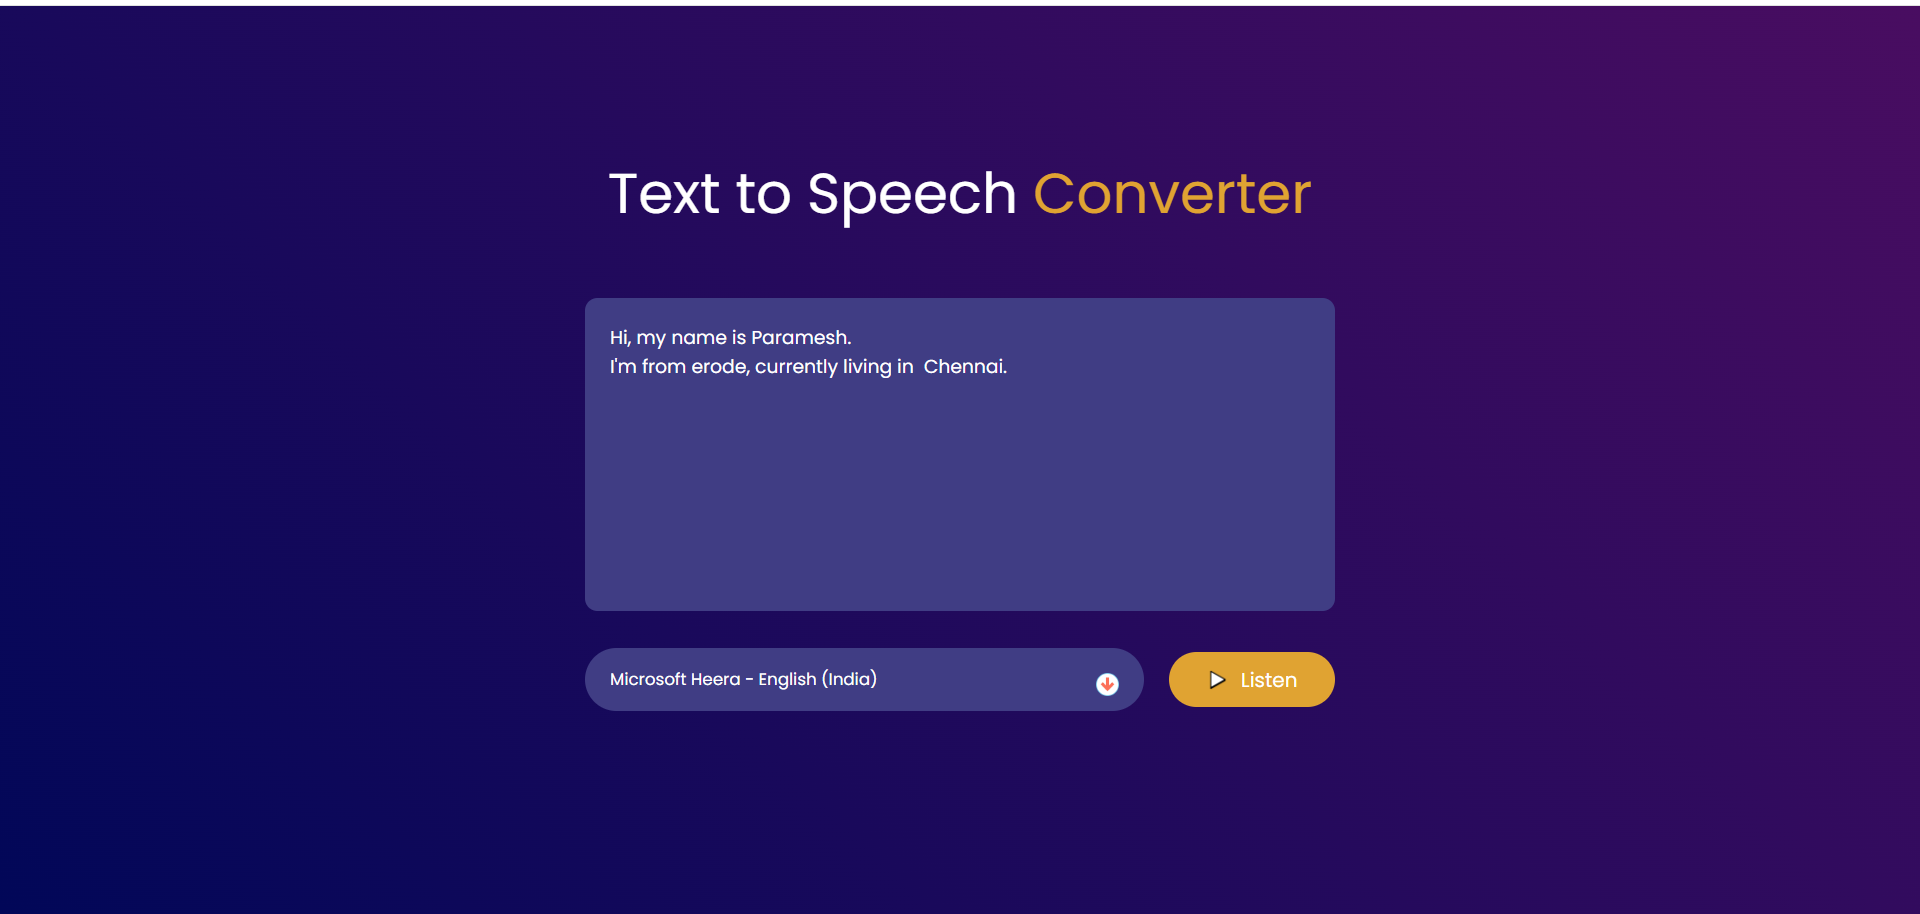 Text to Speech Converter
Hi, my name is Paramesh.
I'm from erode, currently living in  Chennai.
Microsoft Heera - English (India)
Listen